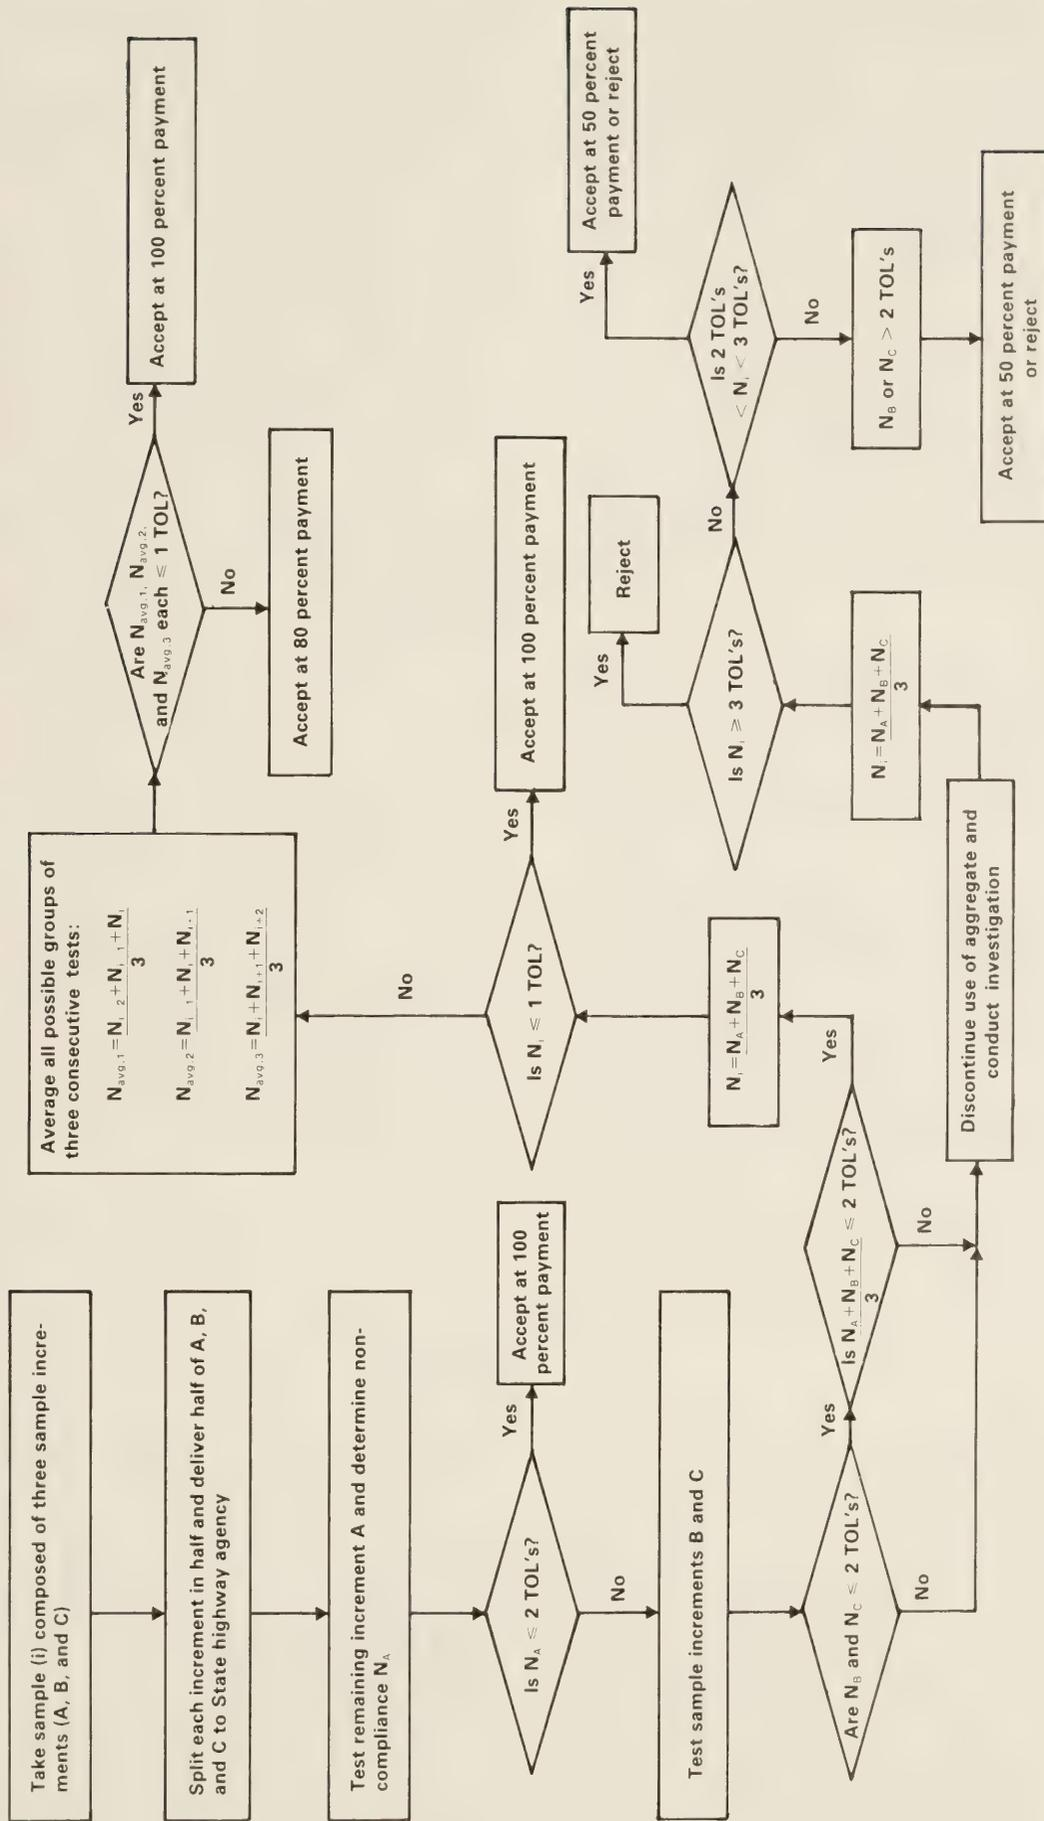 Take sample (i) composed of three sample incre-
ments (A, B, and C)
Split each increment in half and deliver half of A, B,
and C to State highway agency
Test remaining increment A and determine non-
compliance N_A
Is N_A ≤ 2 TOL's?
Yes
Accept at 100
percent payment
No
Test sample increments B and C
Are N_B and N_C ≤ 2 TOL's?
Yes
No
Is N_A + N_B + N_C ≤ 2 TOL's?
3
Yes
No
Discontinue use of aggregate and
conduct investigation
N_i = N_A + N_B + N_C
3
Is N_i ≤ 1 TOL?
Yes
Accept at 100 percent payment
No
Average all possible groups of
three consecutive tests:
N_avg.1 = N_i-2 + N_i-1 + N_i
3
N_avg.2 = N_i-1 + N_i + N_i+1
3
N_avg.3 = N_i + N_i+1 + N_i+2
3
Are N_avg.1, N_avg.2,
and N_avg.3 each ≤ 1 TOL?
Yes
Accept at 100 percent payment
No
Accept at 80 percent payment
N_i = N_A + N_B + N_C
3
Is N_i ≥ 3 TOL's?
Yes
Reject
No
Is 2 TOL's
< N_i < 3 TOL's?
Yes
Accept at 50 percent
payment or reject
No
N_B or N_C > 2 TOL's
Accept at 50 percent payment
or reject